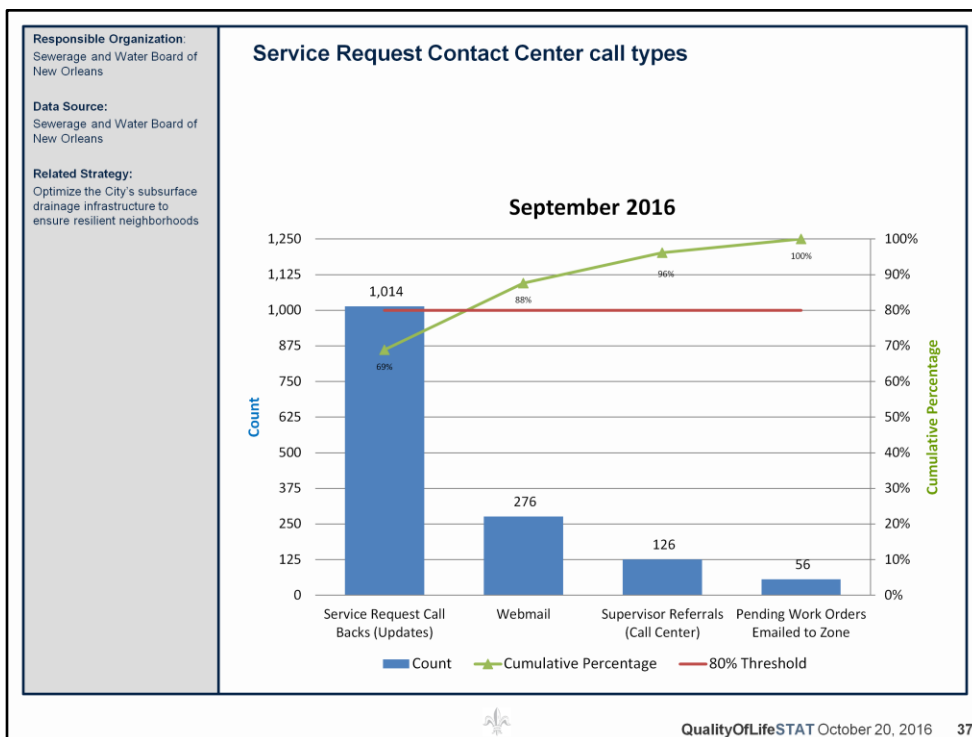 Responsible Organization:
Sewerage and Water Board of
New Orleans
Data Source:
Sewerage and Water Board of
New Orleans
Related Strategy:
Optimize the City's subsurface
drainage infrastructure to
ensure resilient neighborhoods
Service Request Contact Center call types
September 2016
1,250
1,125
1,000
875
750
625
500
375
250
125
0
Count
1,014
276
126
56
69%
88%
96%
100%
100%
90%
80%
70%
60%
50%
40%
30%
20%
10%
0%
Cumulative Percentage
Service Request Call
Backs (Updates)
Webmail
Supervisor Referrals
(Call Center)
Pending Work Orders
Emailed to Zone
Count
Cumulative Percentage
80% Threshold
QualityOfLifeSTAT October 20, 2016 37